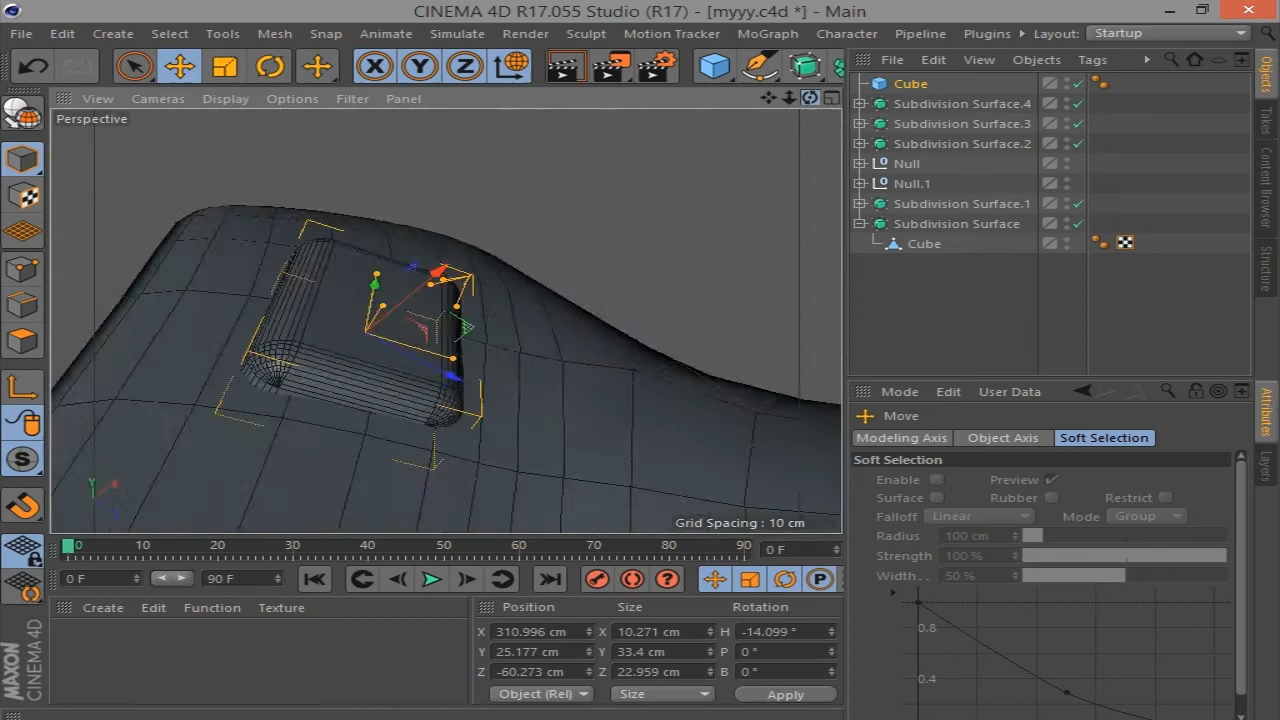 CINEMA 4D R17.055 Studio (R17) - [myyy.c4d *] - Main
File Edit Create Select Tools Mesh Snap Animate Simulate Render Sculpt Motion Tracker MoGraph Character Pipeline Plugins Layout: Startup
X Y Z
File Edit View Objects Tags
View Cameras Display Options Filter Panel
Perspective
Cube
Subdivision Surface.4
Subdivision Surface.3
Subdivision Surface.2
Null
Null.1
Subdivision Surface.1
Subdivision Surface
Cube
Objects
Takes
Content Browser
Structure
Mode Edit User Data
Move
Modeling Axis Object Axis Soft Selection
Soft Selection
Enable Preview
Surface Rubber Restrict
Falloff Linear Mode Group
Radius 100 cm
Strength 100 %
Width . . 50 %
0.8
0.4
Attributes
Layers
S
Y
Grid Spacing : 10 cm
0 10 20 30 40 50 60 70 80 90 0 F
0 F 90 F P
Create Edit Function Texture
Position Size Rotation
X 310.996 cm X 10.271 cm H -14.099 °
Y 25.177 cm Y 33.4 cm P 0 °
Z -60.273 cm Z 22.959 cm B 0 °
Object (Rel) Size Apply
MAXON
CINEMA 4D